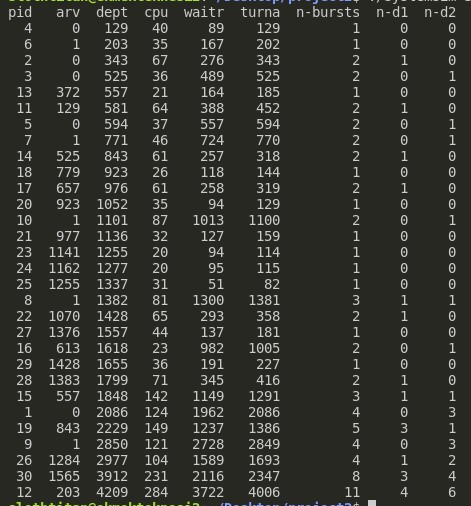 pid arv dept cpu waitr turna n-bursts n-d1 n-d2
4 0 129 40 89 129 1 0 0
6 1 203 35 167 202 1 0 0
2 0 343 67 276 343 2 1 0
3 0 525 36 489 525 2 0 1
13 372 557 21 164 185 1 0 0
11 129 581 64 388 452 2 1 0
5 0 594 37 557 594 2 0 1
7 1 771 46 724 770 2 0 1
14 525 843 61 257 318 2 1 0
18 779 923 26 118 144 1 0 0
17 657 976 61 258 319 2 1 0
20 923 1052 35 94 129 1 0 0
10 1 1101 87 1013 1100 2 0 1
21 977 1136 32 127 159 1 0 0
23 1141 1255 20 94 114 1 0 0
24 1162 1277 20 95 115 1 0 0
25 1255 1337 31 51 82 1 0 0
8 1 1382 81 1300 1381 3 1 1
22 1070 1428 65 293 358 2 1 0
27 1376 1557 44 137 181 1 0 0
16 613 1618 23 982 1005 2 0 1
29 1428 1655 36 191 227 1 0 0
28 1383 1799 71 345 416 2 1 0
15 557 1848 142 1149 1291 3 1 1
1 0 2086 124 1962 2086 4 0 3
19 843 2229 149 1237 1386 5 3 1
9 1 2850 121 2728 2849 4 0 3
26 1284 2977 104 1589 1693 4 1 2
30 1565 3912 231 2116 2347 8 3 4
12 203 4209 284 3722 4006 11 4 6